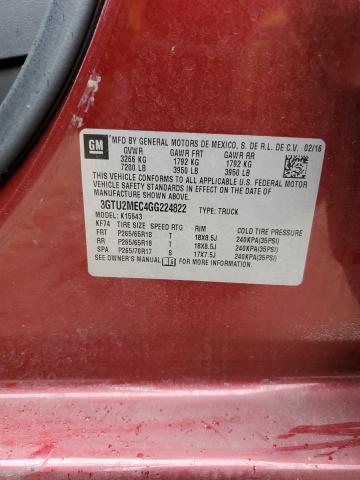 GM MFD BY GENERAL MOTORS DE MEXICO, S. DE R.L. DE C.V. 02/16
GVWR GAWR FRT GAWR RR
3266 KG 1792 KG 1792 KG
7200 LB 3950 LB 3950 LB
THIS VEHICLE CONFORMS TO ALL APPLICABLE U.S. FEDERAL MOTOR
VEHICLE SAFETY STANDARDS IN EFFECT ON THE DATE OF
MANUFACTURE SHOWN ABOVE.
3GTU2MEC4GG224822 TYPE: TRUCK
MODEL: K15543
KF74 TIRE SIZE SPEED RTG RIM COLD TIRE PRESSURE
FRT P265/65R18 T 18X8.5J 240KPA(35PSI)
RR P265/65R18 T 18X8.5J 240KPA(35PSI)
SPA P265/70R17 S 17X7.5J 240KPA(35PSI)
SEE OWNER'S MANUAL FOR MORE INFORMATION.